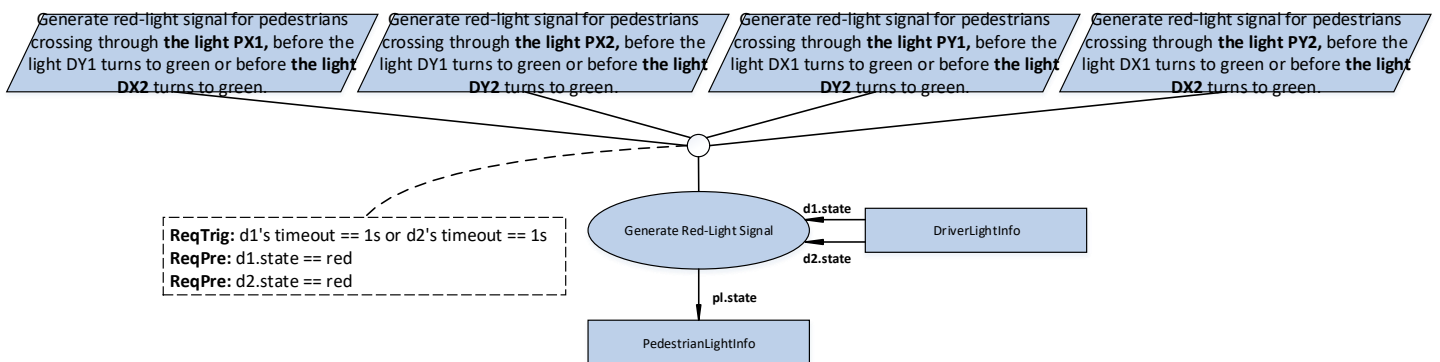 Generate red-light signal for pedestrians
crossing through the light PX1, before the
light DY1 turns to green or before the light
DX2 turns to green.
Generate red-light signal for pedestrians
crossing through the light PX2, before the
light DY1 turns to green or before the light
DY2 turns to green.
Generate red-light signal for pedestrians
crossing through the light PY1, before the
light DX1 turns to green or before the light
DY2 turns to green.
Generate red-light signal for pedestrians
crossing through the light PY2, before the
light DX1 turns to green or before the light
DX2 turns to green.
ReqTrig: d1's timeout == 1s or d2's timeout == 1s
ReqPre: d1.state == red
ReqPre: d2.state == red
Generate Red-Light Signal
d1.state
d2.state
DriverLightInfo
pl.state
PedestrianLightInfo